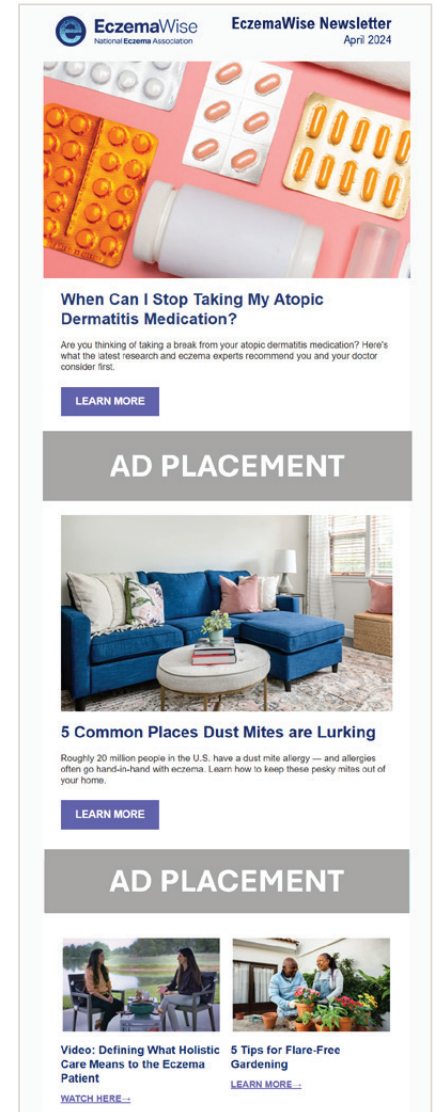 EczemaWise
National Eczema Association
EczemaWise Newsletter
April 2024
When Can I Stop Taking My Atopic
Dermatitis Medication?
Are you thinking of taking a break from your atopic dermatitis medication? Here's
what the latest research and eczema experts recommend you and your doctor
consider first.
LEARN MORE
AD PLACEMENT
5 Common Places Dust Mites are Lurking
Roughly 20 million people in the U.S. have a dust mite allergy — and allergies
often go hand-in-hand with eczema. Learn how to keep these pesky mites out of
your home.
LEARN MORE
AD PLACEMENT
Video: Defining What Holistic
Care Means to the Eczema
Patient
WATCH HERE→
5 Tips for Flare-Free
Gardening
LEARN MORE→